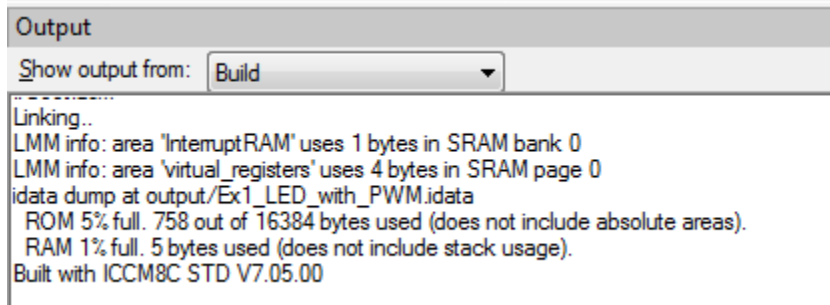 Output
Show output from: Build
Linking..
LMM info: area 'InterruptRAM' uses 1 bytes in SRAM bank 0
LMM info: area 'virtual_registers' uses 4 bytes in SRAM page 0
idata dump at output/Ex1_LED_with_PWM.idata
ROM 5% full. 758 out of 16384 bytes used (does not include absolute areas).
RAM 1% full. 5 bytes used (does not include stack usage).
Built with ICCM8C STD V7.05.00